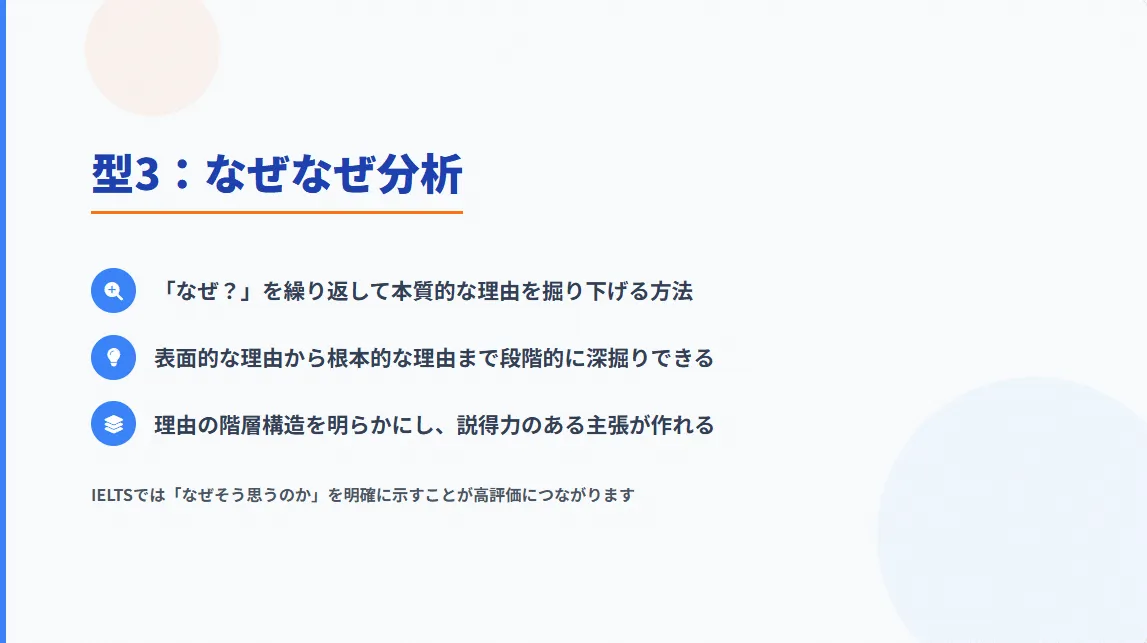 型3：なぜなぜ分析
「なぜ？」を繰り返して本質的な理由を掘り下げる方法
表面的な理由から根本的な理由まで段階的に深掘りできる
理由の階層構造を明らかにし、説得力のある主張が作れる
IELTSでは「なぜそう思うのか」を明確に示すことが高評価につながります